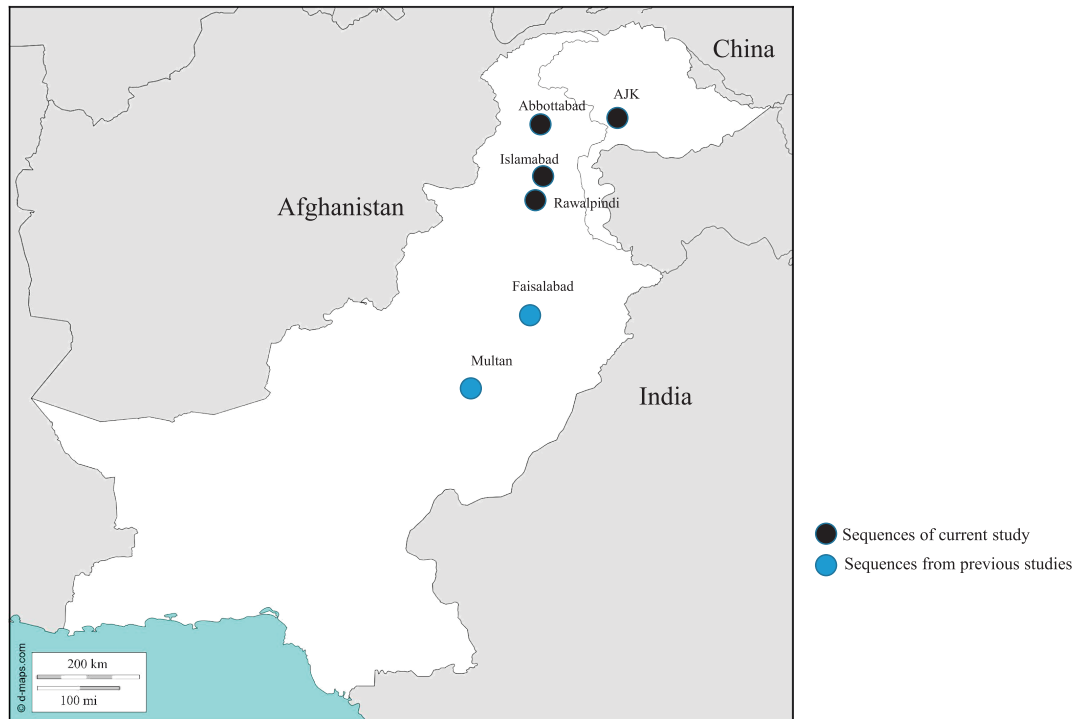 China
AJK
Abbottabad
Islamabad
Rawalpindi
Afghanistan
Faisalabad
Multan
India
Sequences of current study
Sequences from previous studies
200 km
100 mi
© d-maps.com